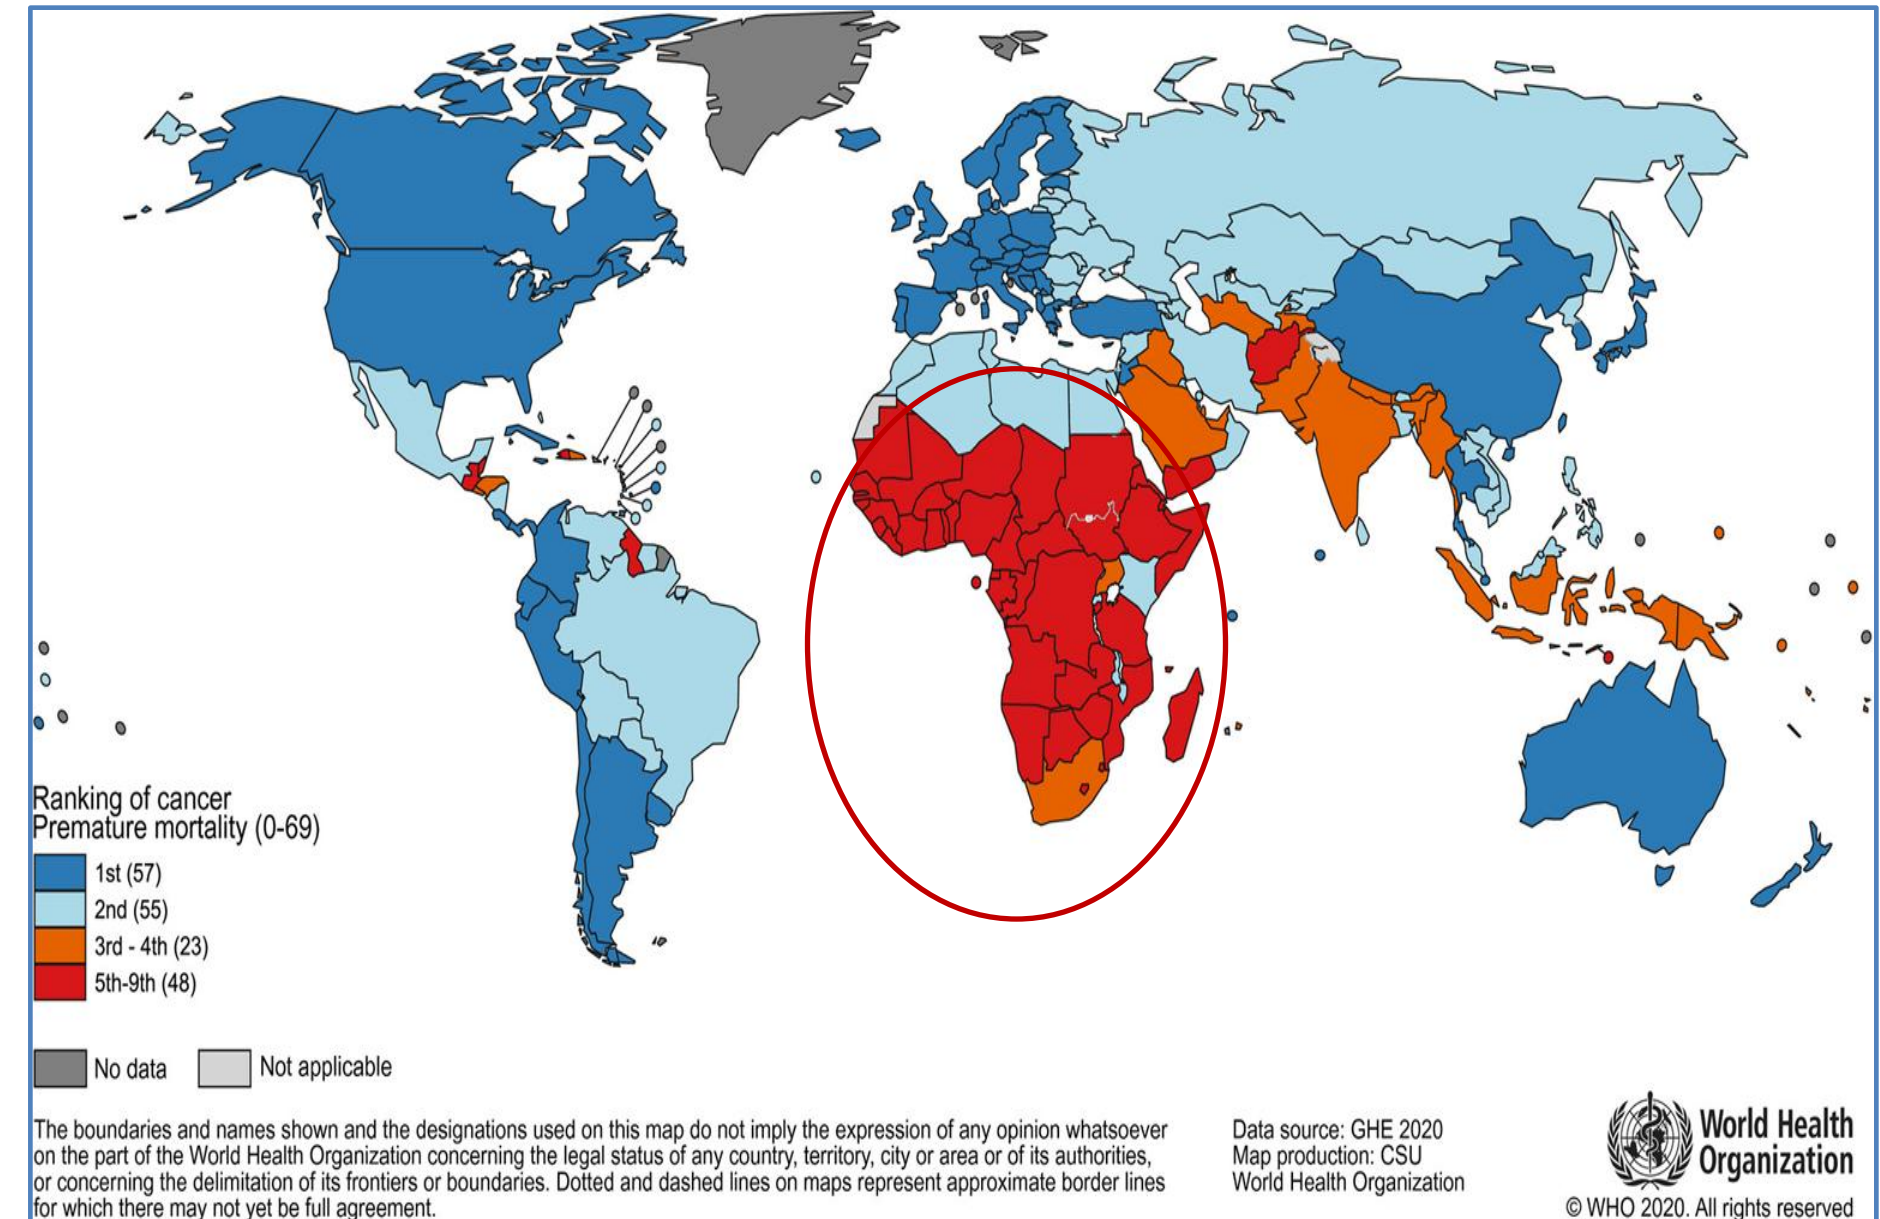 Ranking of cancer
Premature mortality (0-69)
1st (57)
2nd (55)
3rd - 4th (23)
5th-9th (48)
No data
Not applicable
The boundaries and names shown and the designations used on this map do not imply the expression of any opinion whatsoever
on the part of the World Health Organization concerning the legal status of any country, territory, city or area or of its authorities,
or concerning the delimitation of its frontiers or boundaries. Dotted and dashed lines on maps represent approximate border lines
for which there may not yet be full agreement.
Data source: GHE 2020
Map production: CSU
World Health Organization
World Health
Organization
© WHO 2020. All rights reserved